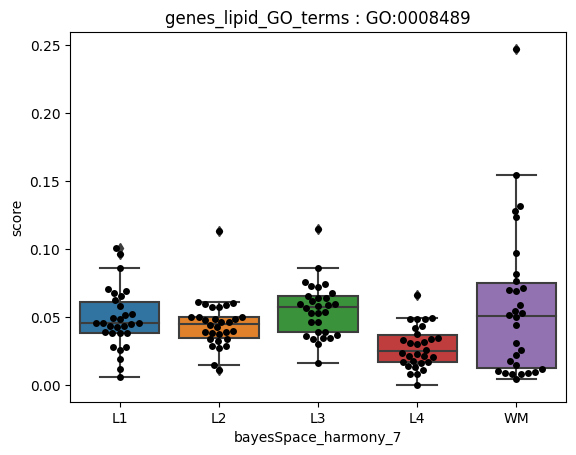 genes_lipid_GO_terms : GO:0008489
0.25
0.20
0.15
0.10
0.05
0.00
score
L1 L2 L3 L4 WM
bayesSpace_harmony_7